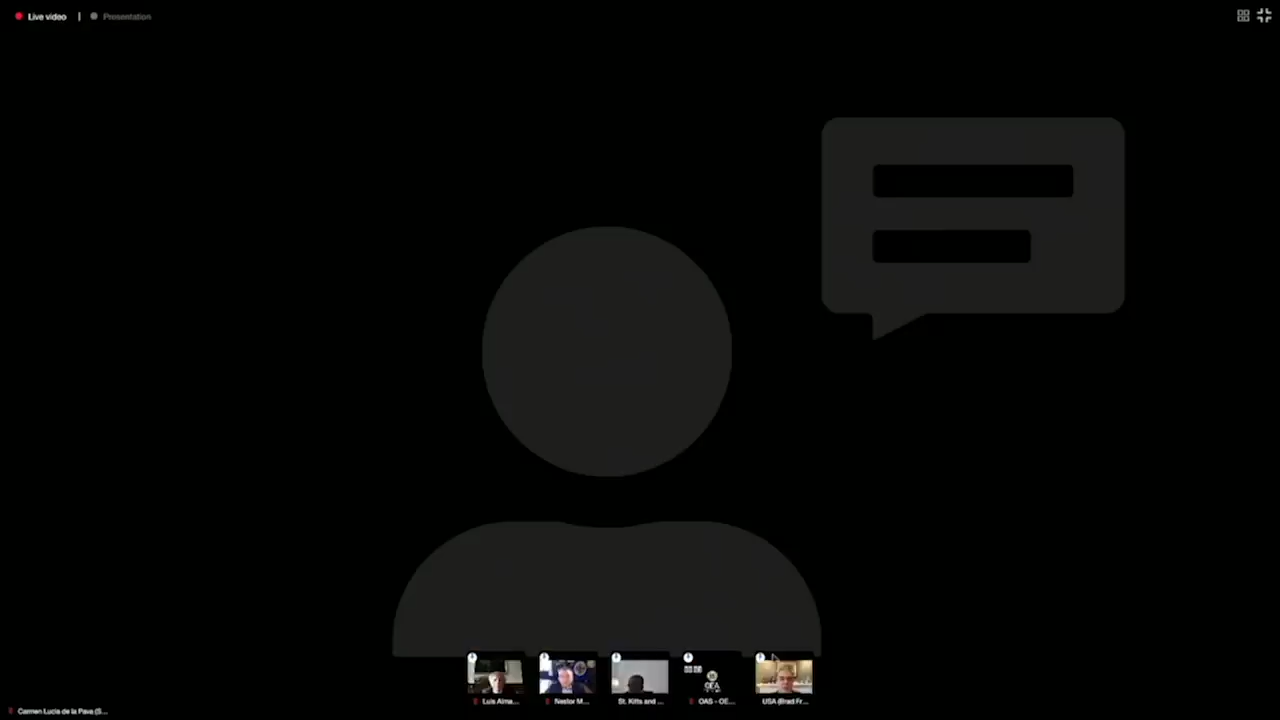 Live video | Presentation
Luis Alma...
Nestor M...
St. Kitts and ...
OAS - OE...
USA (Brad Fr...
OEA
Carmen Lucia de la Pava (S...